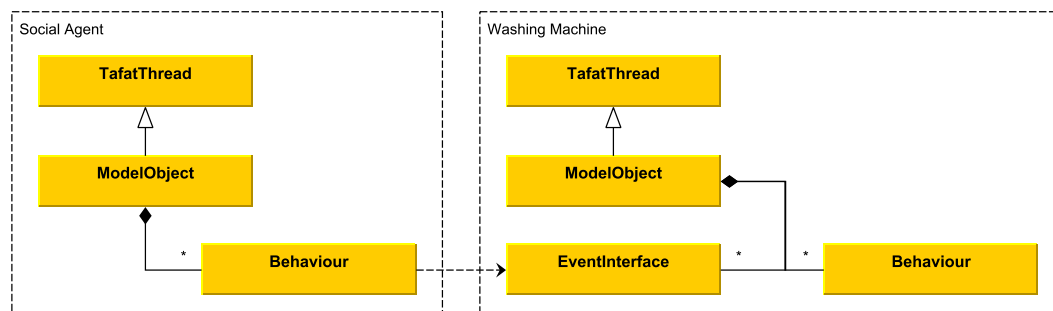 Social Agent
TafatThread
ModelObject
*
Behaviour
Washing Machine
TafatThread
ModelObject
EventInterface
*
*
Behaviour